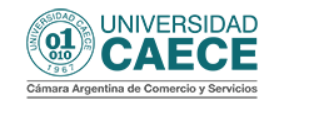 UNIVERSIDAD
CAECE
UNIVERSIDAD CAECE
01
010
1967
Cámara Argentina de Comercio y Servicios